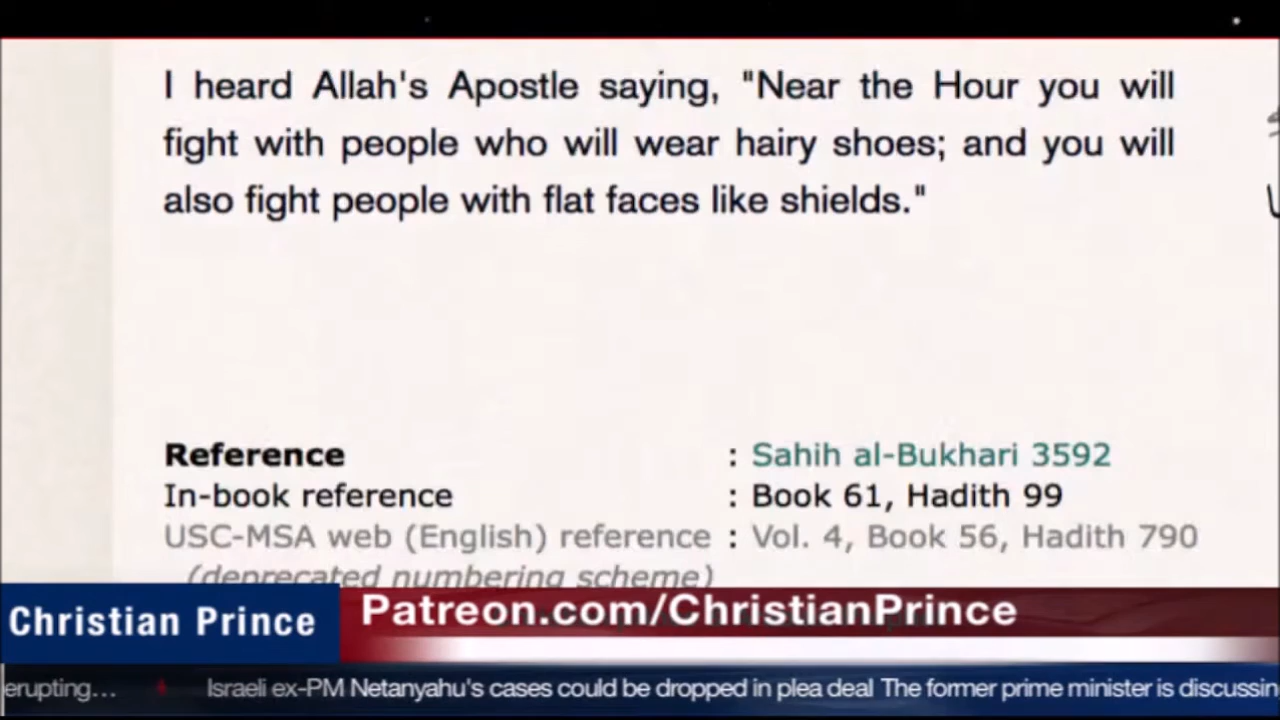 I heard Allah's Apostle saying, "Near the Hour you will
fight with people who will wear hairy shoes; and you will
also fight people with flat faces like shields."
Reference : Sahih al-Bukhari 3592
In-book reference : Book 61, Hadith 99
USC-MSA web (English) reference : Vol. 4, Book 56, Hadith 790
(deprecated numbering scheme)
Christian Prince
Patreon.com/ChristianPrince
erupting... Israeli ex-PM Netanyahu's cases could be dropped in plea deal The former prime minister is discussin